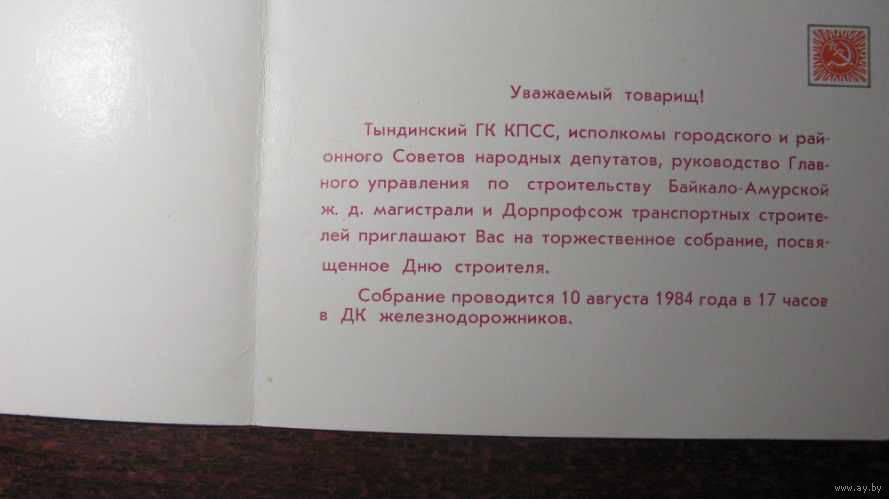 Уважаемый товарищ!
Тындинский ГК КПСС, исполкомы городского и рай-
онного Советов народных депутатов, руководство Глав-
ного управления по строительству Байкало-Амурской
ж. д. магистрали и Дорпрофсож транспортных строите-
лей приглашают Вас на торжественное собрание, посвя-
щенное Дню строителя.
Собрание проводится 10 августа 1984 года в 17 часов
в ДК железнодорожников.
www.ay.by